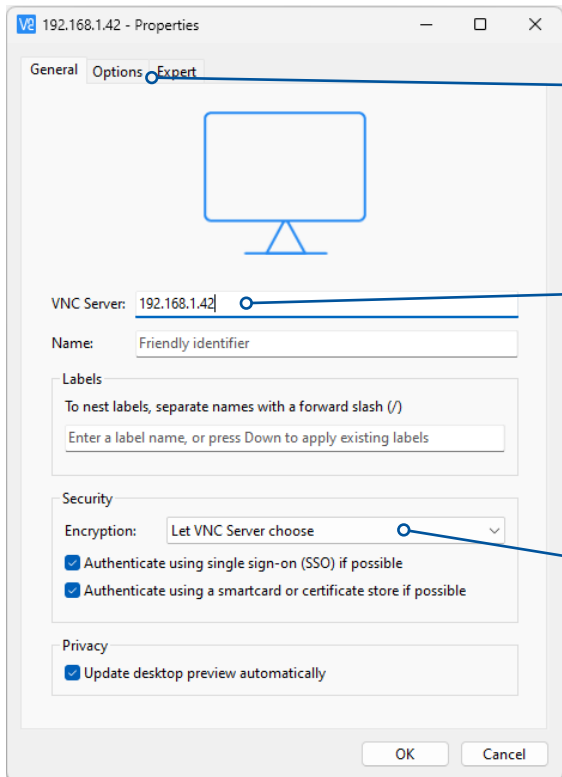 V2 192.168.1.42 - Properties
General Options Expert
VNC Server: 192.168.1.42
Name: Friendly identifier
Labels
To nest labels, separate names with a forward slash (/)
Enter a label name, or press Down to apply existing labels
Security
Encryption: Let VNC Server choose
Authenticate using single sign-on (SSO) if possible
Authenticate using a smartcard or certificate store if possible
Privacy
Update desktop preview automatically
OK Cancel